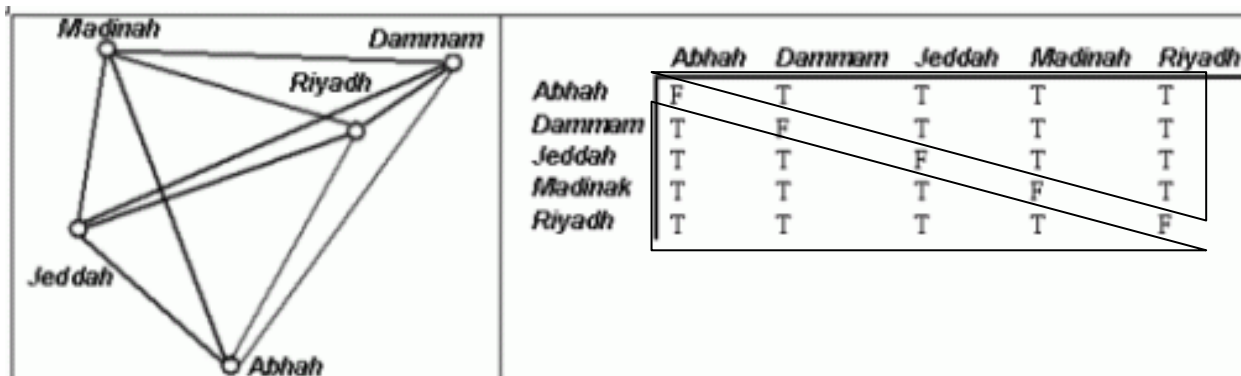 Madinah
Dammam
Riyadh
Jeddah
Abhah
Abhah Dammam Jeddah Madinah Riyadh
Abhah F T T T T
Dammam T F T T T
Jeddah T T F T T
Madinak T T T F T
Riyadh T T T T F